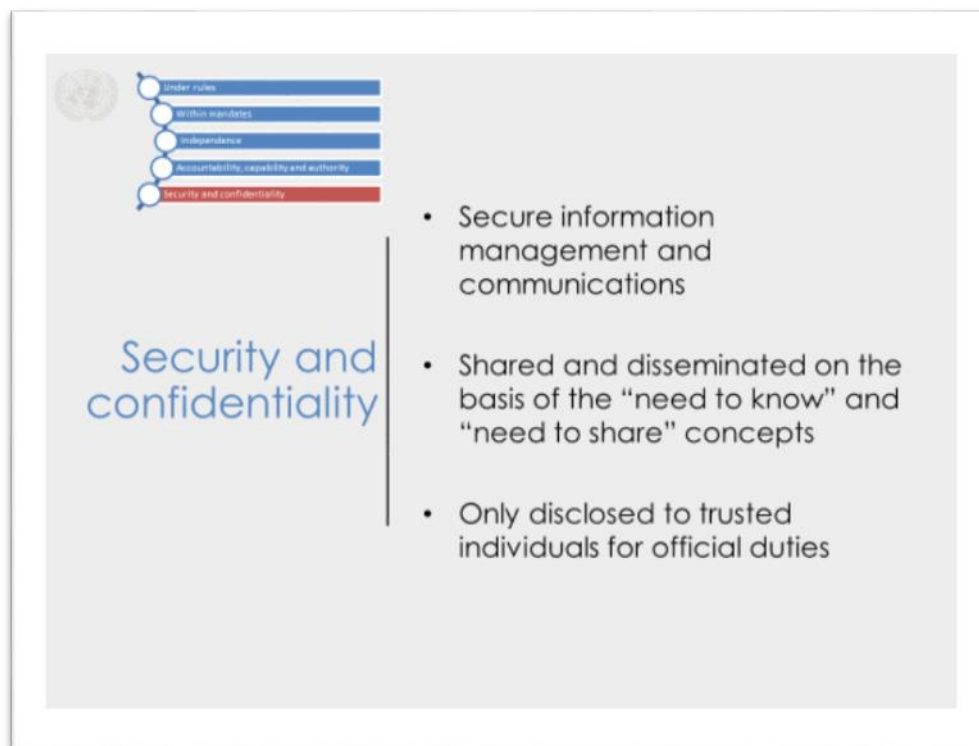 Under rules
Within mandates
Independence
Accountability, capability and authority
Security and confidentiality
Security and
confidentiality
• Secure information
management and
communications
• Shared and disseminated on the
basis of the “need to know” and
“need to share” concepts
• Only disclosed to trusted
individuals for official duties